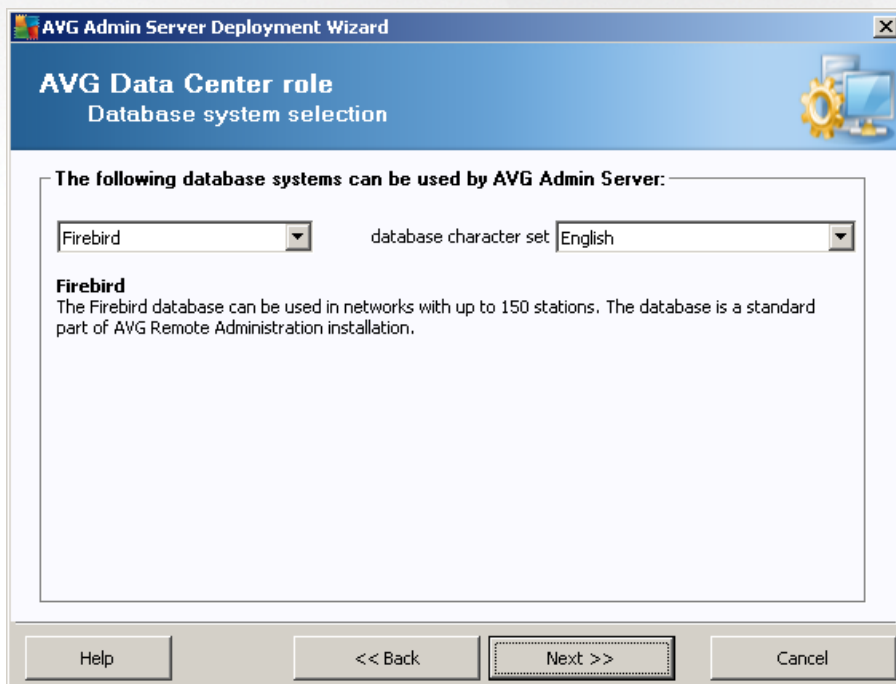 AVG Admin Server Deployment Wizard
AVG Data Center role
Database system selection
The following database systems can be used by AVG Admin Server:
Firebird
database character set English
Firebird
The Firebird database can be used in networks with up to 150 stations. The database is a standard
part of AVG Remote Administration installation.
Help
<< Back
Next >>
Cancel